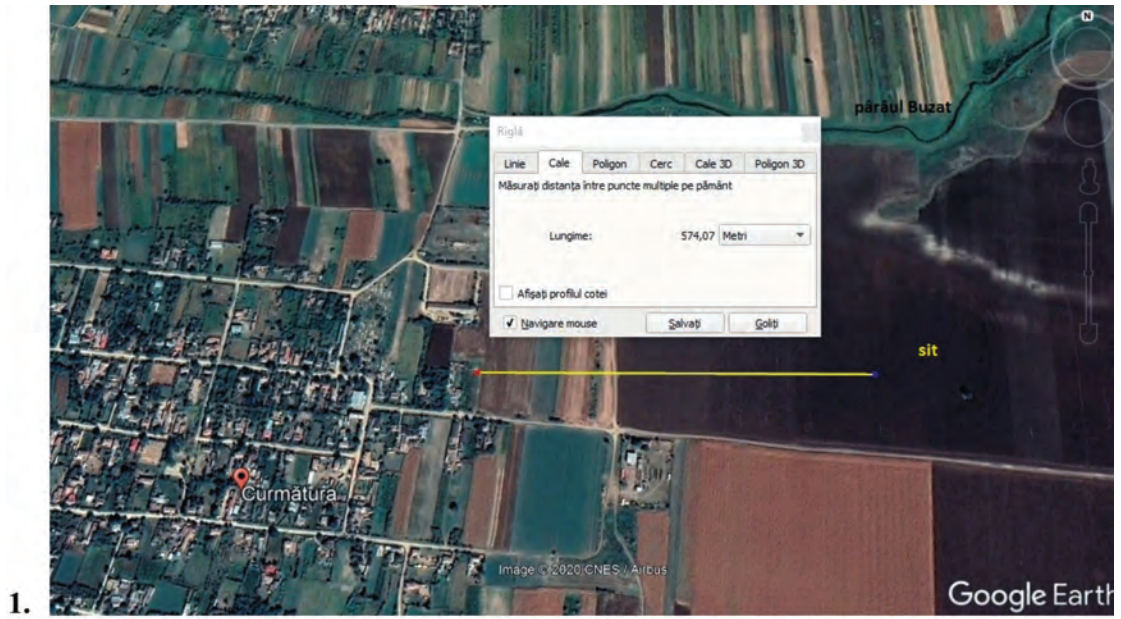 N
pârâul Buzat
Riglă
Linie Cale Poligon Cerc Cale 3D Poligon 3D
Măsurați distanța între puncte multiple pe pământ
Lungime: 574,07 Metri
Afișați profilul cotei
Navigare mouse Salvați Goliți
sit
Curmătura
Image © 2020 CNES / Airbus
Google Earth
1.